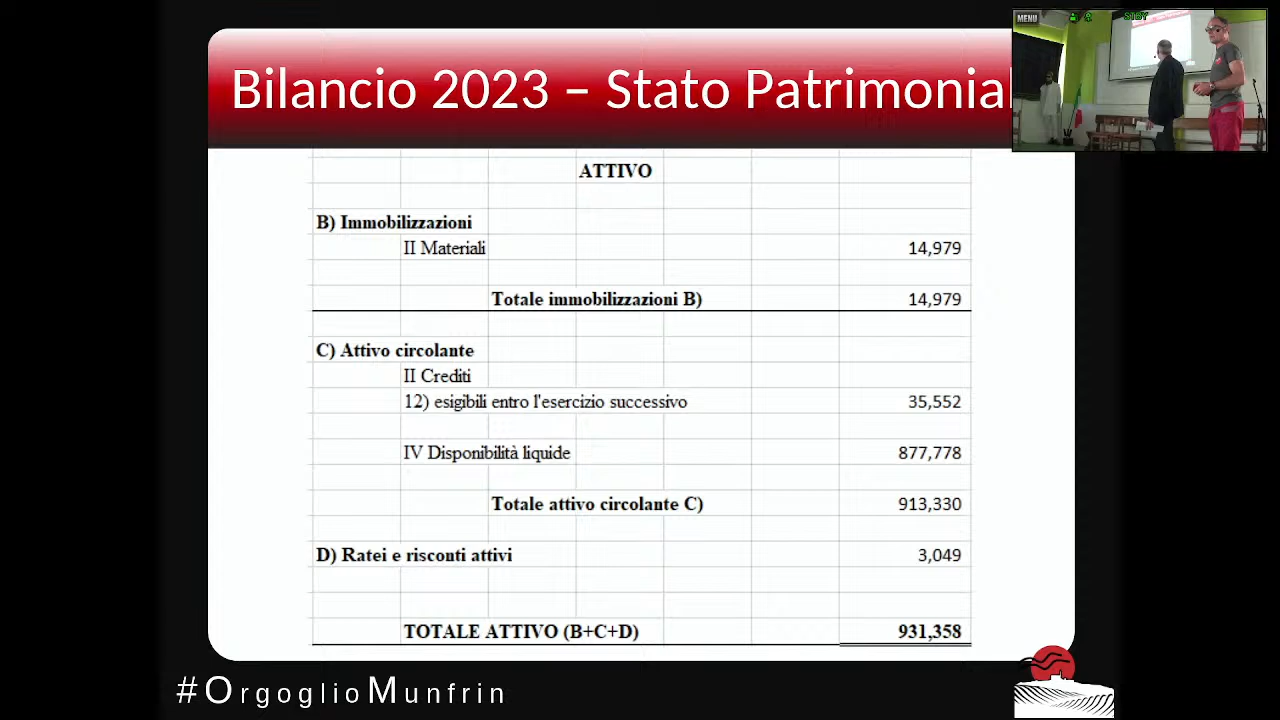 Bilancio 2023 – Stato Patrimonial
MENU
STBY
ATTIVO
B) Immobilizzazioni
II Materiali 14,979
Totale immobilizzazioni B) 14,979
C) Attivo circolante
II Crediti
12) esigibili entro l'esercizio successivo 35,552
IV Disponibilità liquide 877,778
Totale attivo circolante C) 913,330
D) Ratei e risconti attivi 3,049
TOTALE ATTIVO (B+C+D) 931,358
#OrgoglioMunfrin